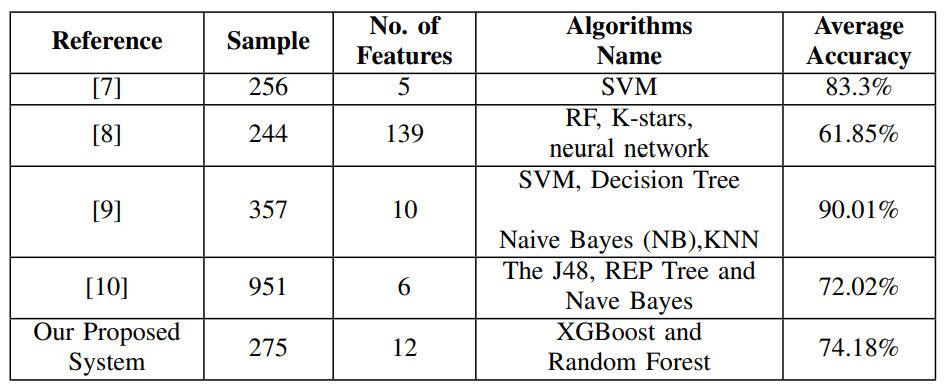 Reference Sample No. of Features Algorithms Name Average Accuracy
[7] 256 5 SVM 83.3%
[8] 244 139 RF, K-stars, neural network 61.85%
[9] 357 10 SVM, Decision Tree Naive Bayes (NB),KNN 90.01%
[10] 951 6 The J48, REP Tree and Nave Bayes 72.02%
Our Proposed System 275 12 XGBoost and Random Forest 74.18%